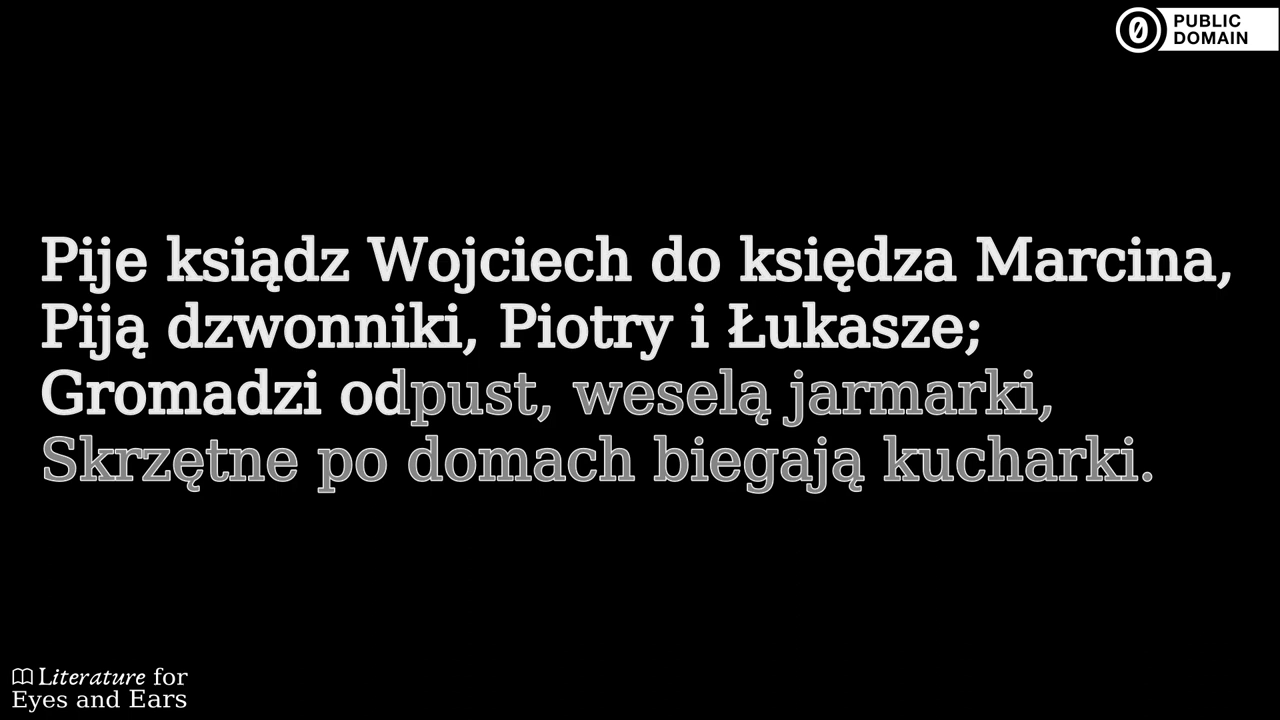 PUBLIC
DOMAIN
Pije ksiądz Wojciech do księdza Marcina,
Piją dzwonniki, Piotry i Łukasze;
Gromadzi odpust, weselą jarmarki,
Skrzętne po domach biegają kucharki.
Literature for
Eyes and Ears